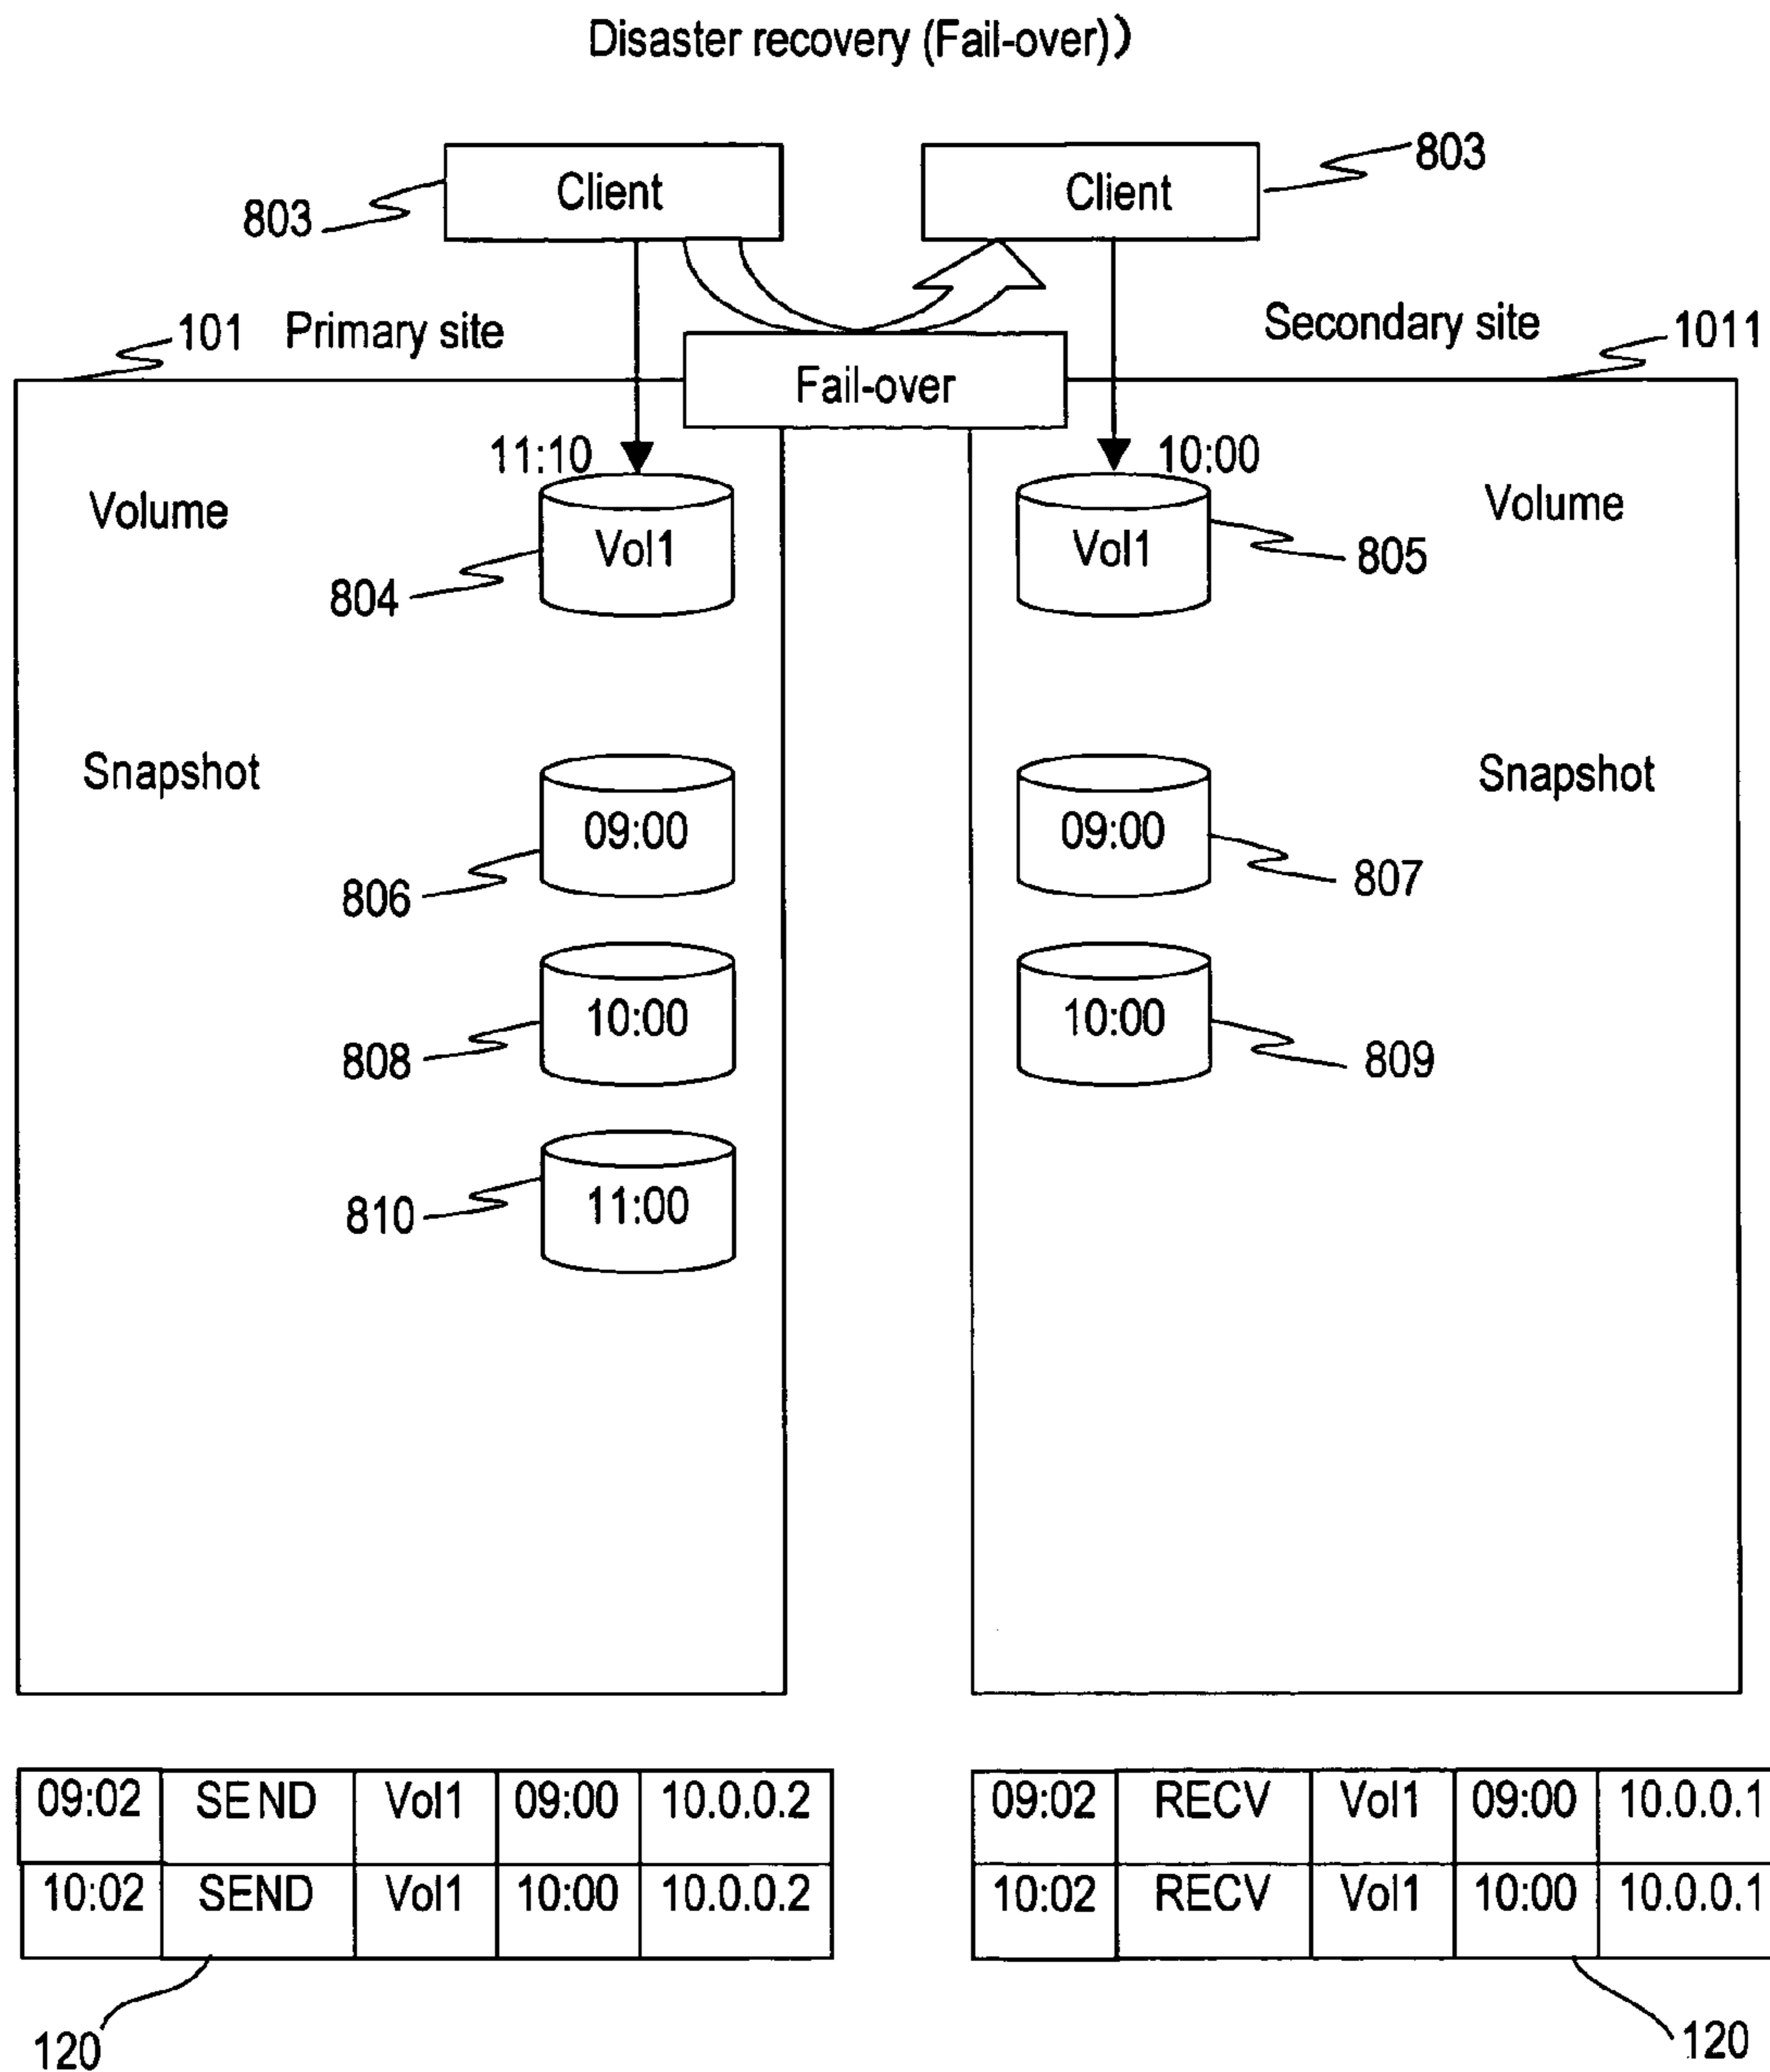 Disaster recovery (Fail-over)）
Client
Client
803
803
101 Primary site
Secondary site 1011
Fail-over
11:10
10:00
Volume
Vol1
Vol1
Volume
804
805
Snapshot
Snapshot
09:00
09:00
806
807
10:00
10:00
808
809
11:00
810
09:02 SEND Vol1 09:00 10.0.0.2
10:02 SEND Vol1 10:00 10.0.0.2
09:02 RECV Vol1 09:00 10.0.0.1
10:02 RECV Vol1 10:00 10.0.0.1
120
120